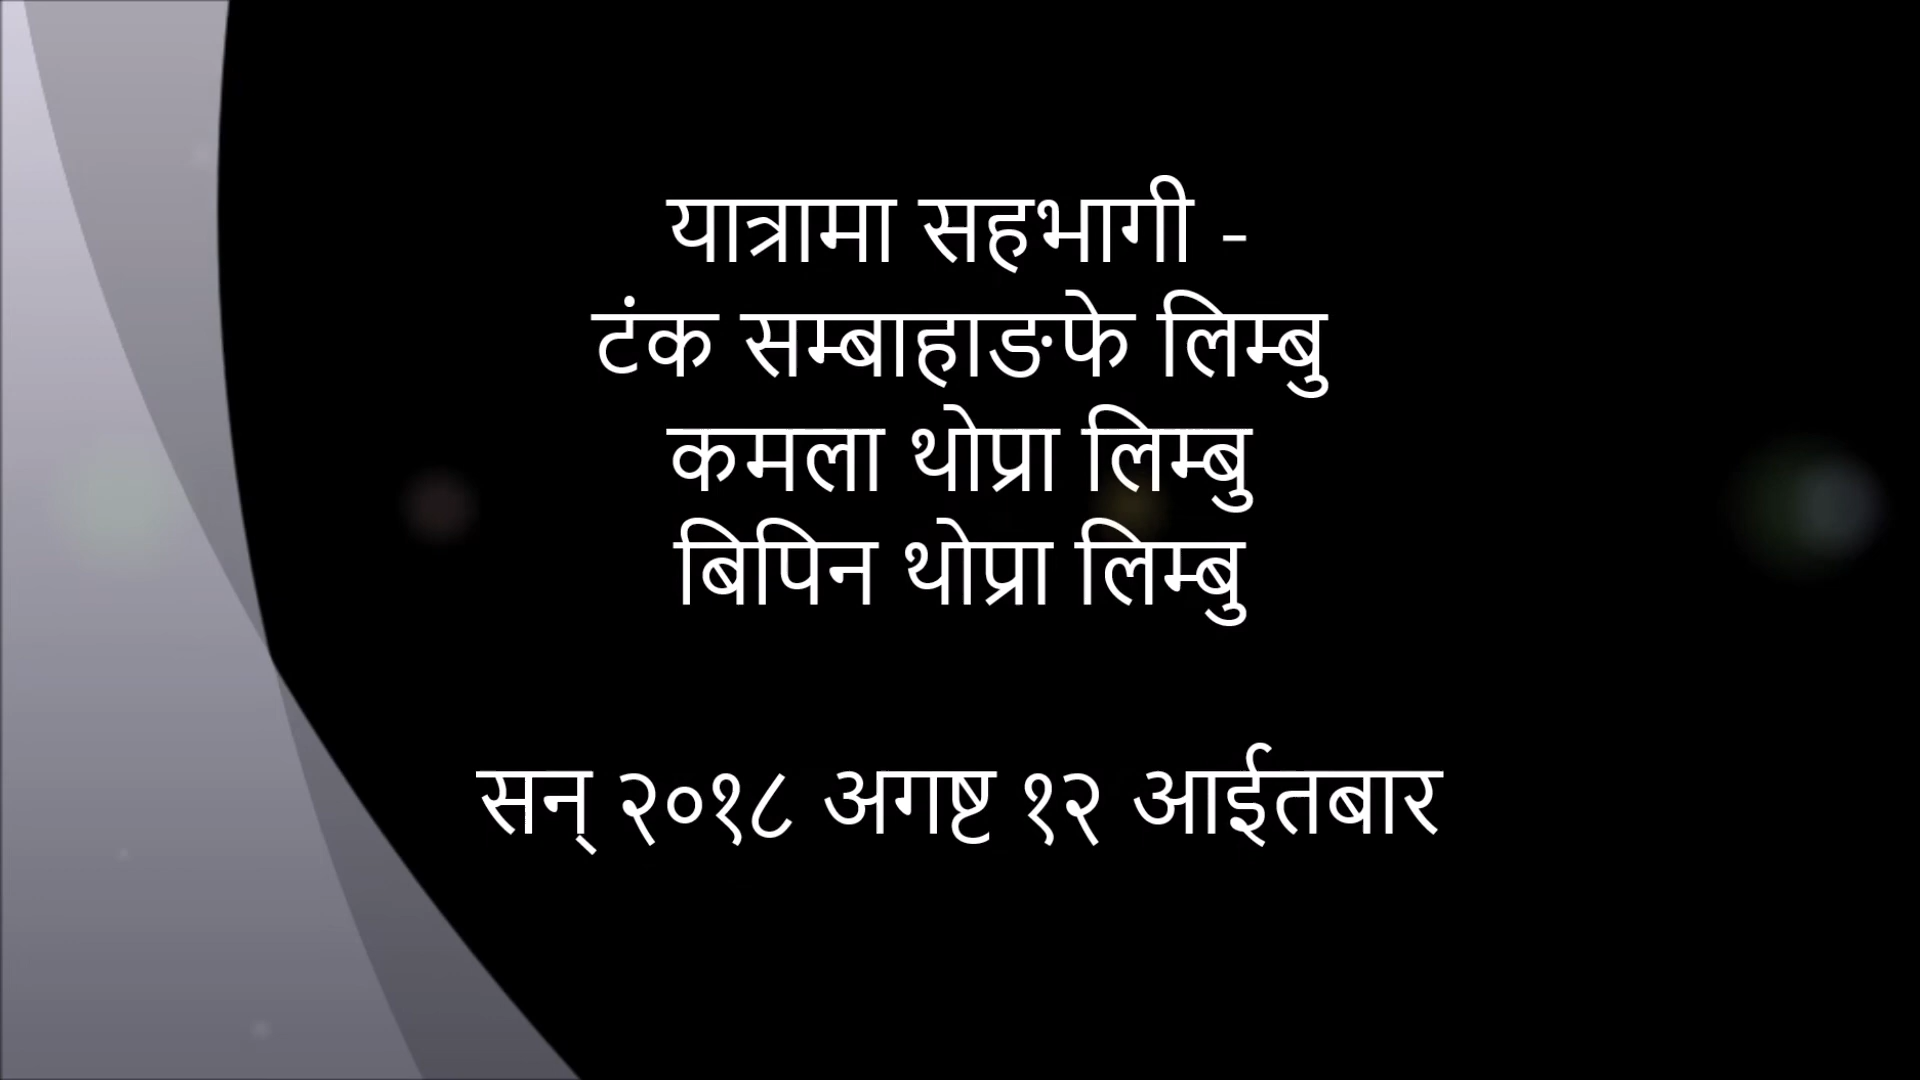 यात्रामा सहभागी -
टंक सम्बाहाङफे लिम्बु
कमला थोप्रा लिम्बु
बिपिन थोप्रा लिम्बु
सन् २०१८ अगष्ट १२ आईतबार